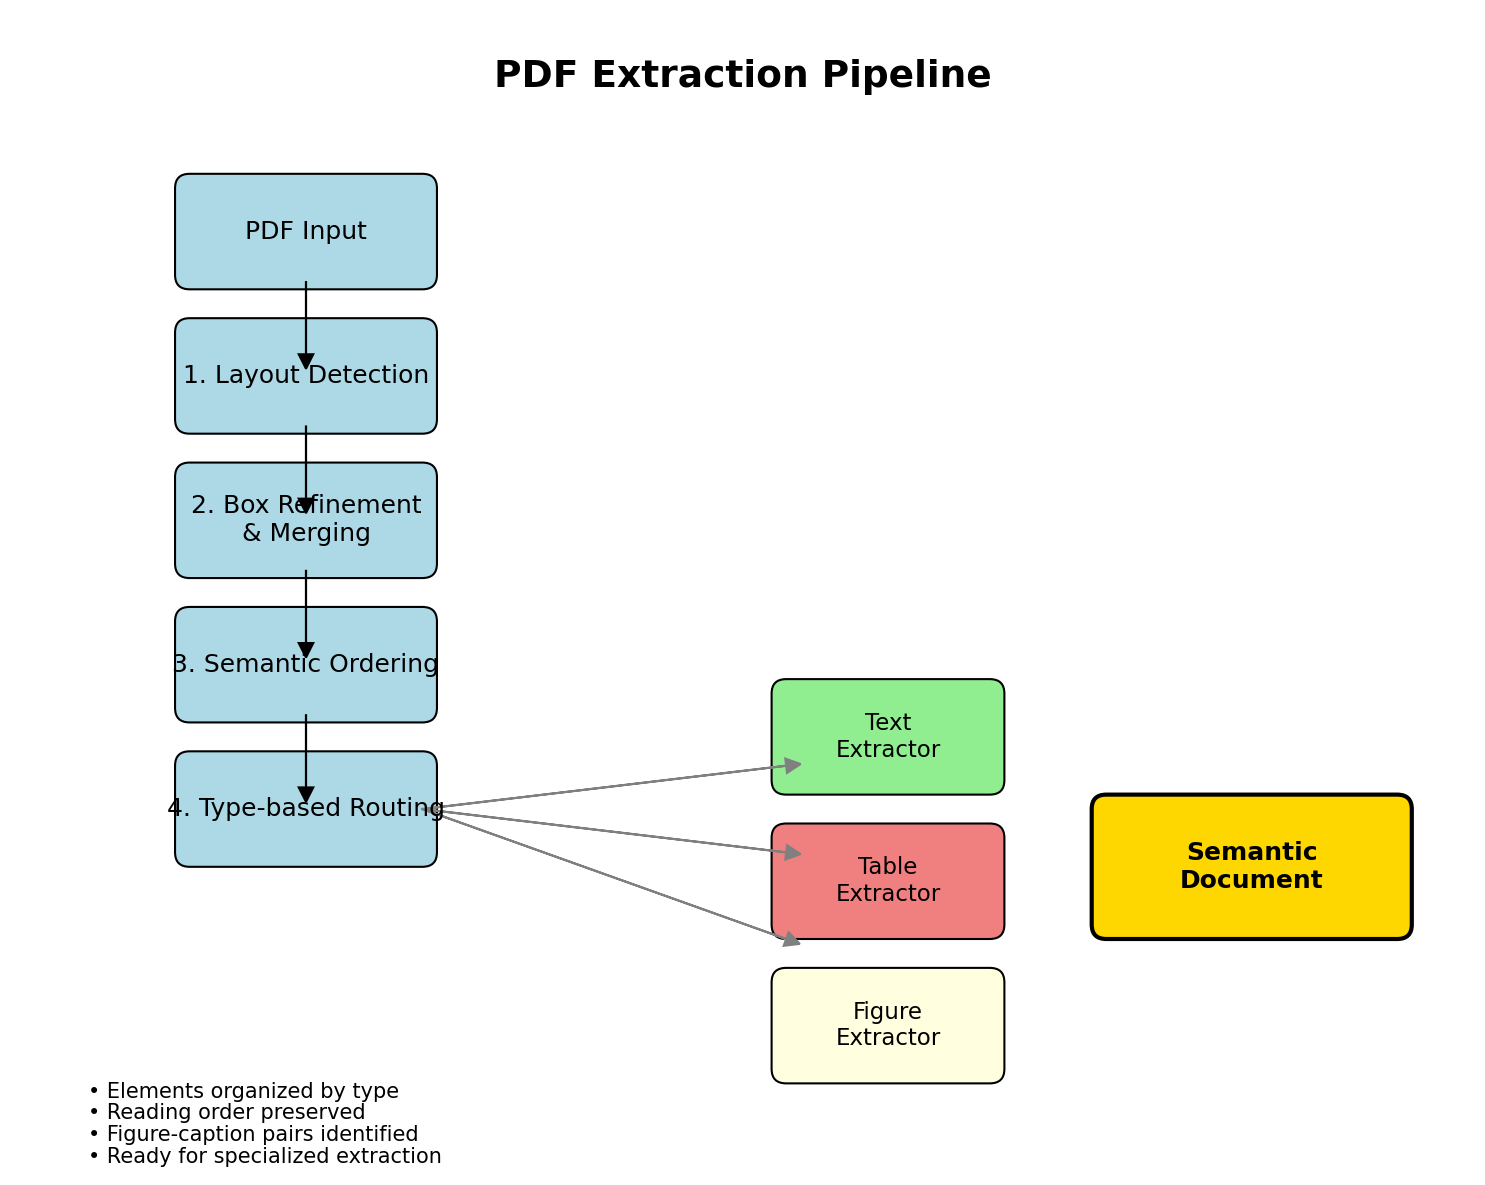 PDF Extraction Pipeline
PDF Input
1. Layout Detection
2. Box Refinement
& Merging
3. Semantic Ordering
4. Type-based Routing
Text
Extractor
Table
Extractor
Figure
Extractor
Semantic
Document
• Elements organized by type
• Reading order preserved
• Figure-caption pairs identified
• Ready for specialized extraction